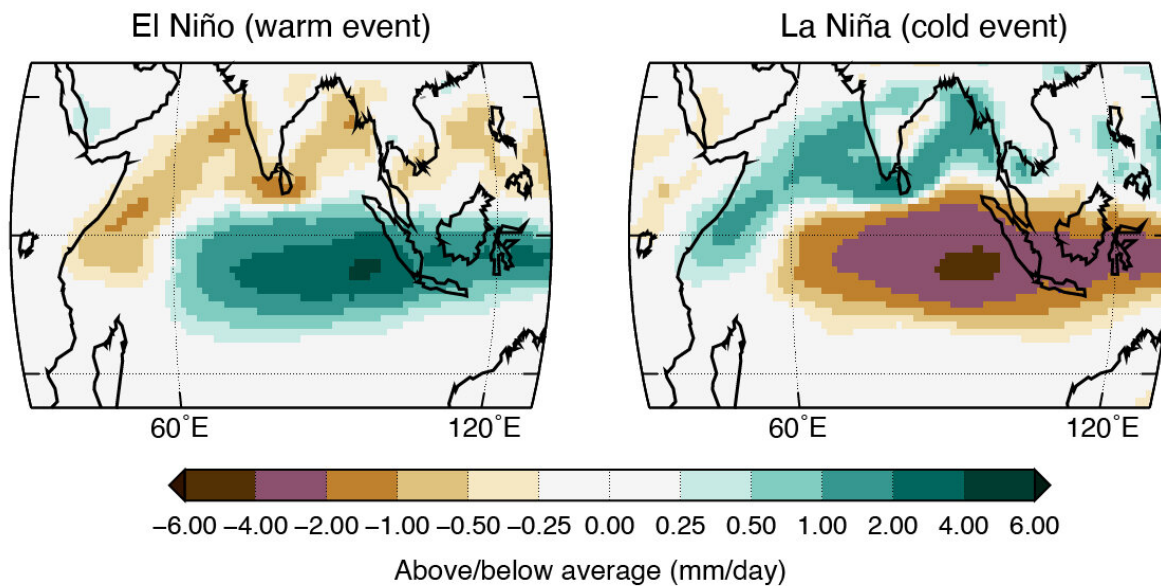 El Niño (warm event)
La Niña (cold event)
60°E
120°E
60°E
120°E
−6.00 −4.00 −2.00 −1.00 −0.50 −0.25 0.00 0.25 0.50 1.00 2.00 4.00 6.00
Above/below average (mm/day)